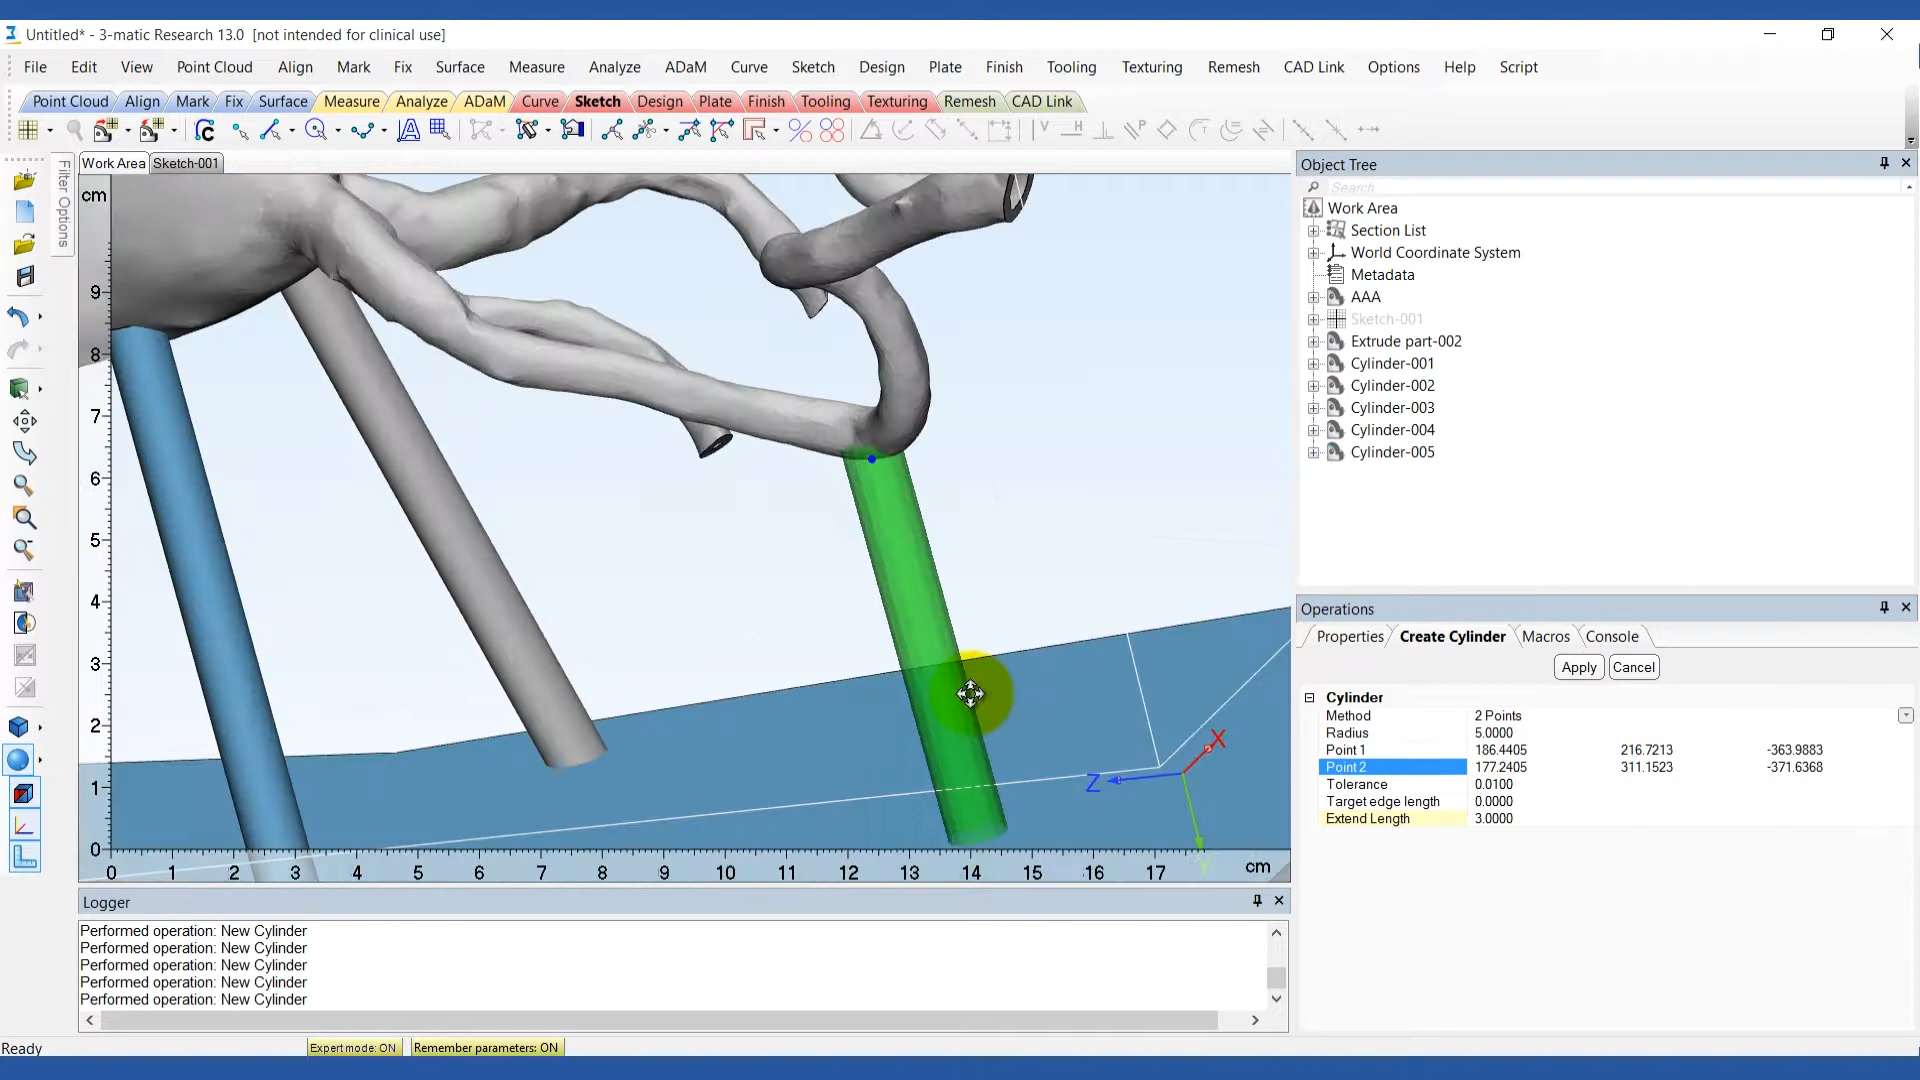 Untitled* - 3-matic Research 13.0 [not intended for clinical use]
File Edit View Point Cloud Align Mark Fix Surface Measure Analyze ADaM Curve Sketch Design Plate Finish Tooling Texturing Remesh CAD Link Options Help Script
Point Cloud Align Mark Fix Surface Measure Analyze ADaM Curve Sketch Design Plate Finish Tooling Texturing Remesh CAD Link
Filter Options
Work Area Sketch-001
cm
9
8
7
6
5
4
3
2
1
0
0 1 2 3 4 5 6 7 8 9 10 11 12 13 14 15 16 17 cm
X
Z
Y
Logger
Performed operation: New Cylinder
Performed operation: New Cylinder
Performed operation: New Cylinder
Performed operation: New Cylinder
Performed operation: New Cylinder
Object Tree
Search
Work Area
Section List
World Coordinate System
Metadata
AAA
Sketch-001
Extrude part-002
Cylinder-001
Cylinder-002
Cylinder-003
Cylinder-004
Cylinder-005
Operations
Properties Create Cylinder Macros Console
Apply Cancel
Cylinder
Method 2 Points
Radius 5.0000
Point 1 186.4405 216.7213 -363.9883
Point 2 177.2405 311.1523 -371.6368
Tolerance 0.0100
Target edge length 0.0000
Extend Length 3.0000
Ready Expert mode: ON Remember parameters: ON